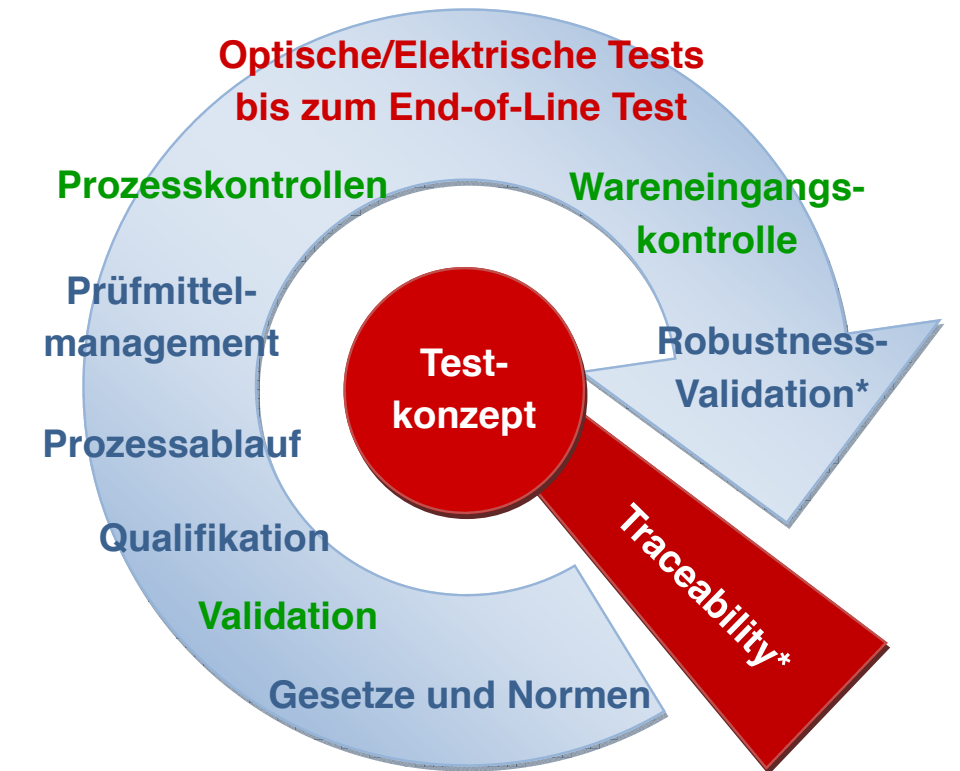 Optische/Elektrische Tests
bis zum End-of-Line Test
Prozesskontrollen
Wareneingangs-
kontrolle
Prüfmittel-
management
Robustness-
Validation*
Test-
konzept
Prozessablauf
Qualifikation
Traceability*
Validation
Gesetze und Normen